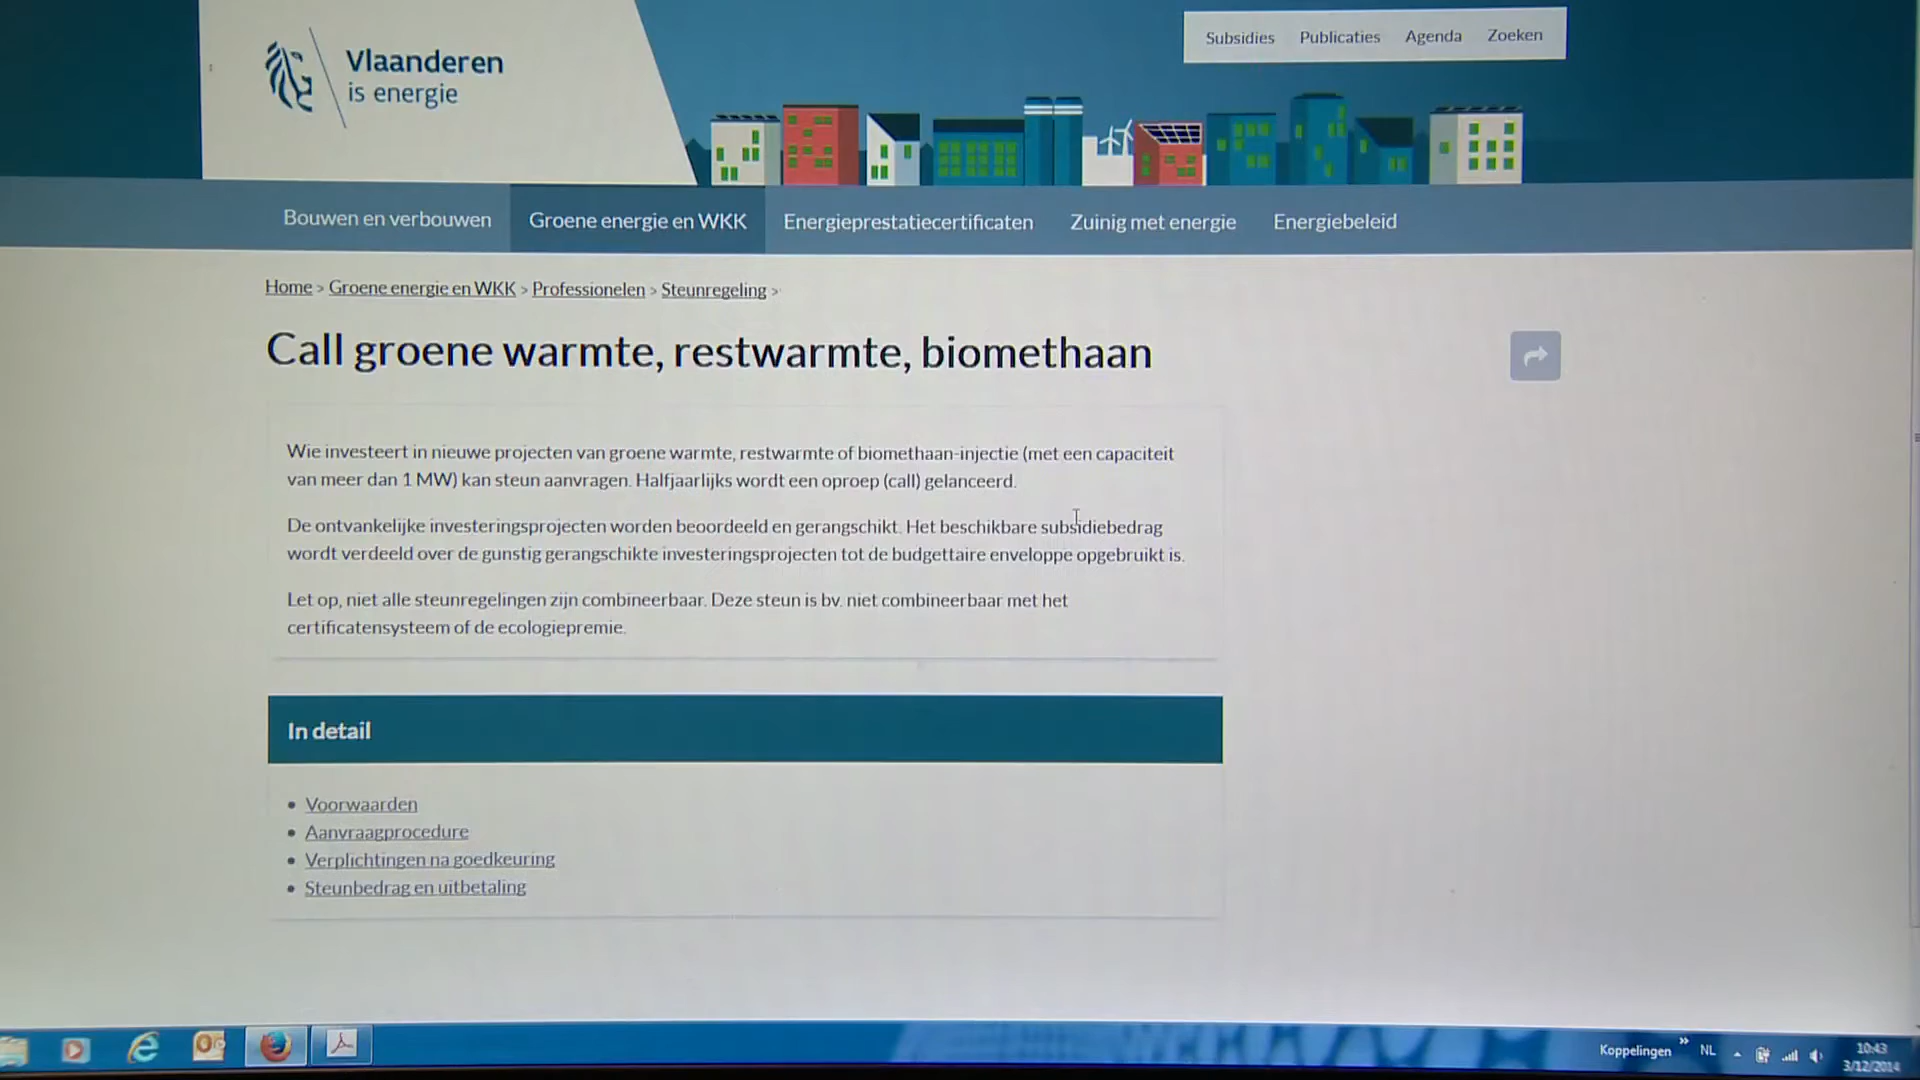 Vlaanderen
is energie
Subsidies Publicaties Agenda Zoeken
Bouwen en verbouwen Groene energie en WKK Energieprestatiecertificaten Zuinig met energie Energiebeleid
Home > Groene energie en WKK > Professionelen > Steunregeling >
Call groene warmte, restwarmte, biomethaan
Wie investeert in nieuwe projecten van groene warmte, restwarmte of biomethaan-injectie (met een capaciteit
van meer dan 1 MW) kan steun aanvragen. Halfjaarlijks wordt een oproep (call) gelanceerd.
De ontvankelijke investeringsprojecten worden beoordeeld en gerangschikt. Het beschikbare subsidiebedrag
wordt verdeeld over de gunstig gerangschikte investeringsprojecten tot de budgettaire enveloppe opgebruikt is.
Let op, niet alle steunregelingen zijn combineerbaar. Deze steun is bv. niet combineerbaar met het
certificatensysteem of de ecologiepremie.
In detail
• Voorwaarden
• Aanvraagprocedure
• Verplichtingen na goedkeuring
• Steunbedrag en uitbetaling
Koppelingen » NL
10:43
3/12/2014